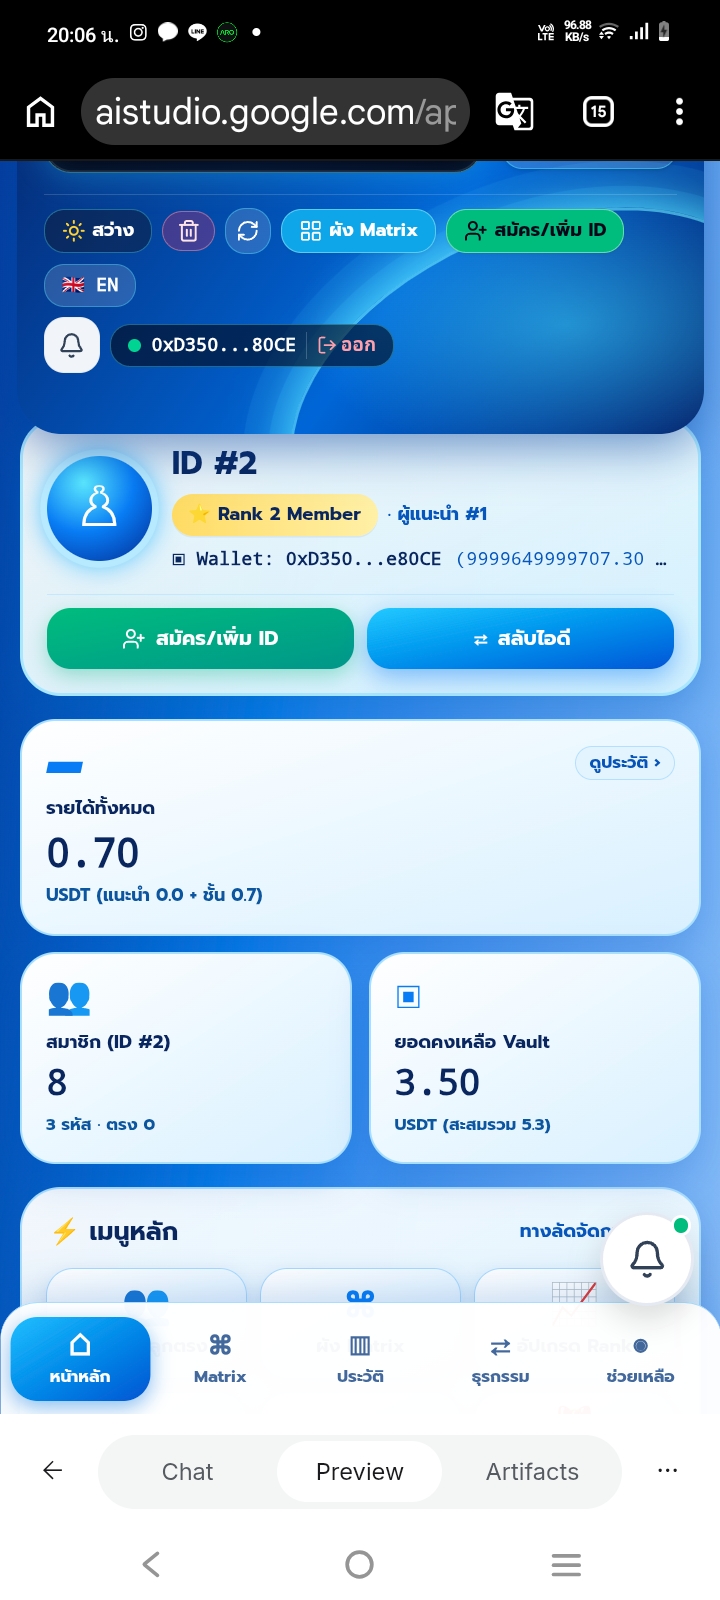 20:06 น.
Vo) LTE 96.88 KB/s
aistudio.google.com/ap
15
สว่าง
ผัง Matrix
สมัคร/เพิ่ม ID
EN
0xD350...80CE
ออก
ID #2
Rank 2 Member
· ผู้แนะนำ #1
Wallet: 0xD350...e80CE (9999649999707.30 …
สมัคร/เพิ่ม ID
สลับไอดี
ดูประวัติ ›
รายได้ทั้งหมด
0.70
USDT (แนะนำ 0.0 + ชั้น 0.7)
สมาชิก (ID #2)
8
3 รหัส · ตรง 0
ยอดคงเหลือ Vault
3.50
USDT (สะสมรวม 5.3)
เมนูหลัก
ทางลัดจัดก
หน้าหลัก
Matrix
ประวัติ
ธุรกรรม
ช่วยเหลือ
Chat
Preview
Artifacts